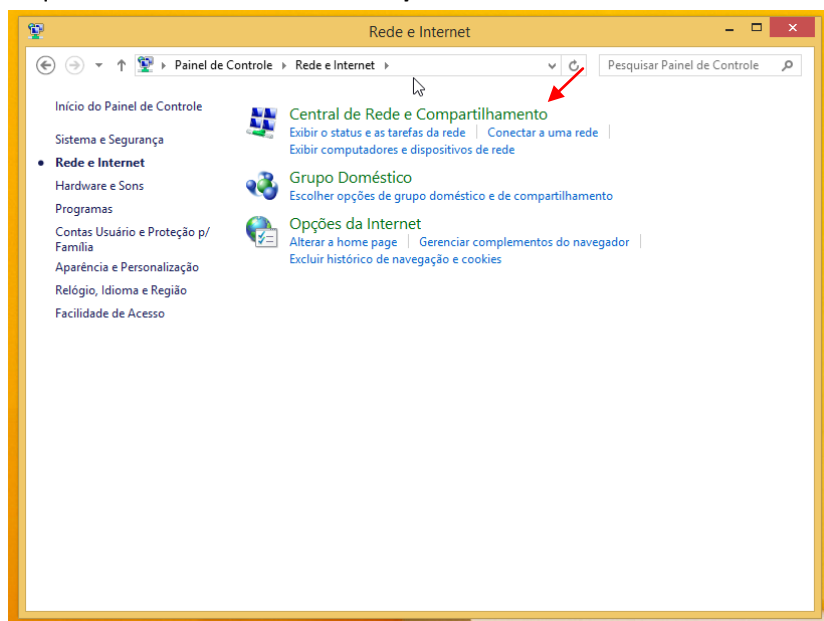 Rede e Internet
Painel de Controle Rede e Internet
Pesquisar Painel de Controle
Início do Painel de Controle
Sistema e Segurança
Rede e Internet
Hardware e Sons
Programas
Contas Usuário e Proteção p/
Família
Aparência e Personalização
Relógio, Idioma e Região
Facilidade de Acesso
Central de Rede e Compartilhamento
Exibir o status e as tarefas da rede Conectar a uma rede
Exibir computadores e dispositivos de rede
Grupo Doméstico
Escolher opções de grupo doméstico e de compartilhamento
Opções da Internet
Alterar a home page Gerenciar complementos do navegador
Excluir histórico de navegação e cookies